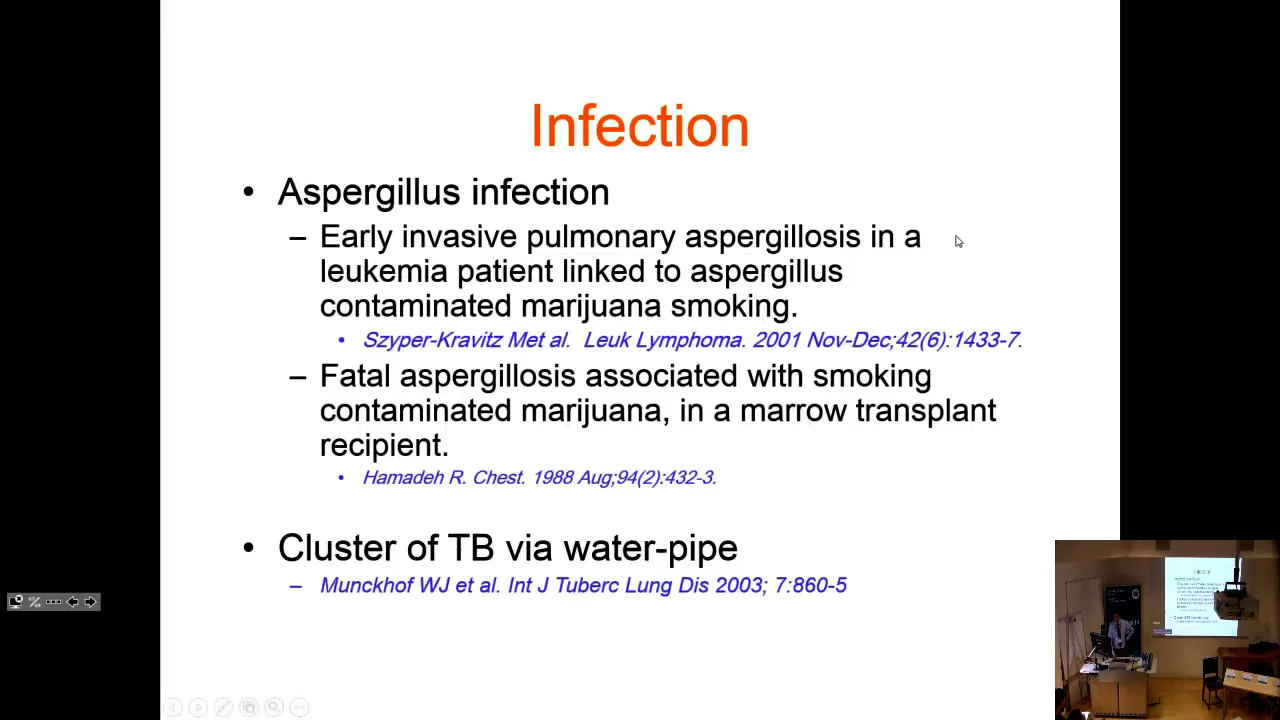 Infection
• Aspergillus infection
– Early invasive pulmonary aspergillosis in a
leukemia patient linked to aspergillus
contaminated marijuana smoking.
• Szyper-Kravitz Met al. Leuk Lymphoma. 2001 Nov-Dec;42(6):1433-7.
– Fatal aspergillosis associated with smoking
contaminated marijuana, in a marrow transplant
recipient.
• Hamadeh R. Chest. 1988 Aug;94(2):432-3.
• Cluster of TB via water-pipe
– Munckhof WJ et al. Int J Tuberc Lung Dis 2003; 7:860-5